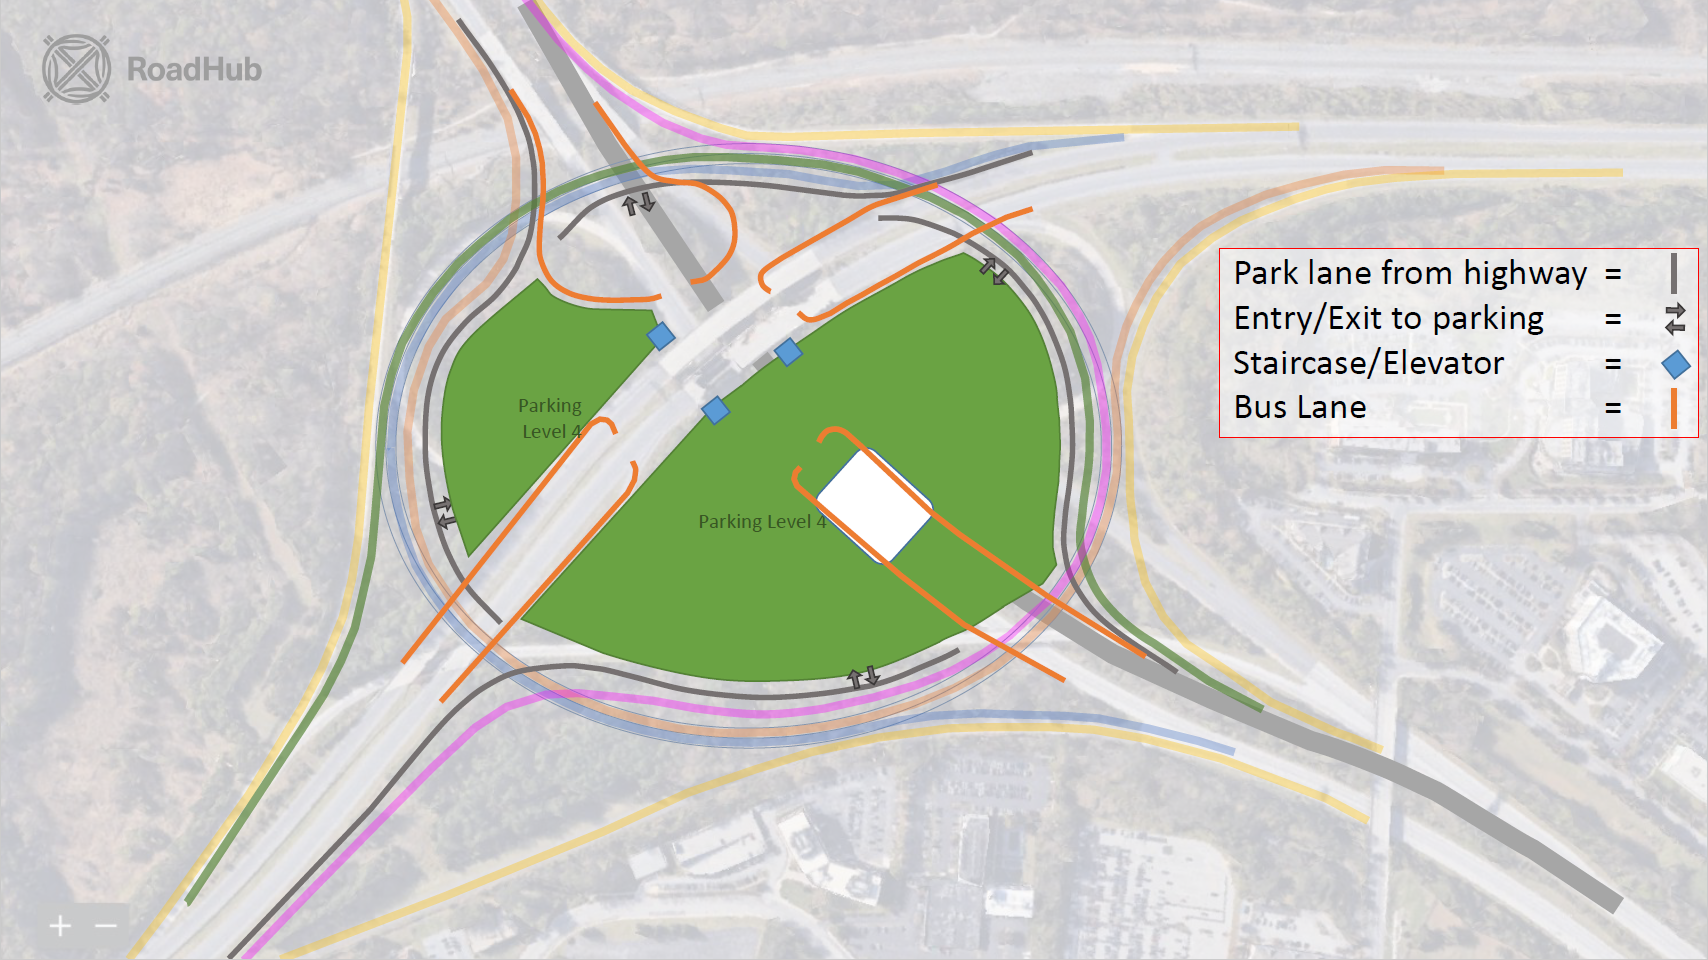 RoadHub
Park lane from highway =
Entry/Exit to parking =
Staircase/Elevator =
Bus Lane =
Parking
Level 4
Parking Level 4
+ −